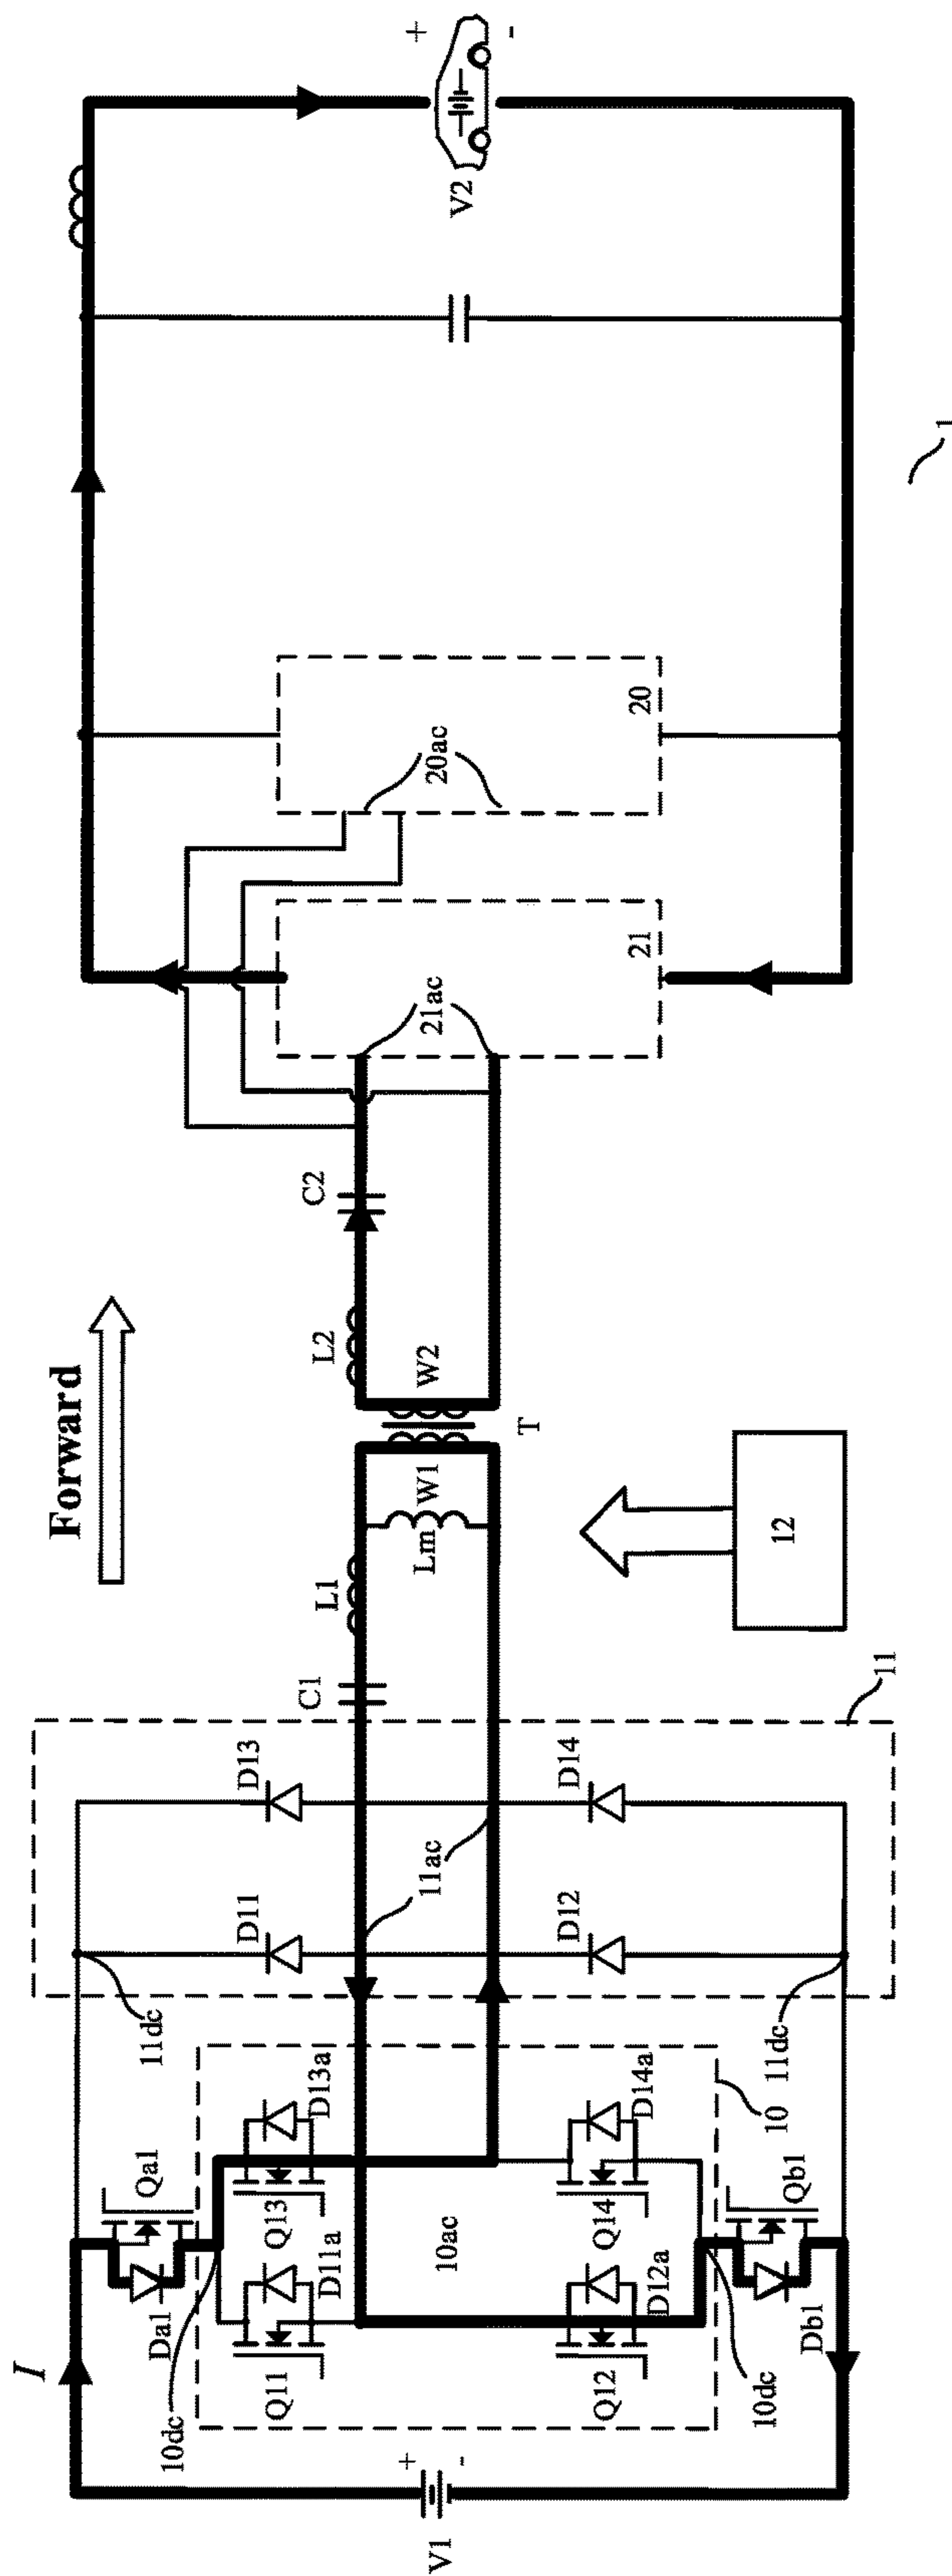 Forward
I
V1
+
-
10dc
Da1
Qa1
11dc
Q11
D11a
Q13
D13a
10ac
Q12
D12a
Q14
D14a
10dc
Db1
Qb1
10
11dc
D11
D13
11ac
D12
D14
11
C1
L1
Lm
W1
W2
T
L2
C2
12
21ac
21
20ac
20
V2
+
-
1